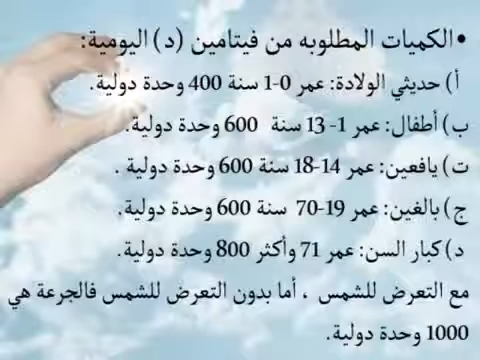 • الكميات المطلوبه من فيتامين (د) اليومية:
أ) حديثي الولادة: عمر 0-1 سنة 400 وحدة دولية.
ب) أطفال: عمر 1- 13 سنة 600 وحدة دولية.
ت) يافعين: عمر 14-18 سنة 600 وحدة دولية .
ج) بالغين: عمر 19-70 سنة 600 وحدة دولية .
د) كبار السن: عمر 71 وأكثر 800 وحدة دولية.
مع التعرض للشمس ، أما بدون التعرض للشمس فالجرعة هي
1000 وحدة دولية.